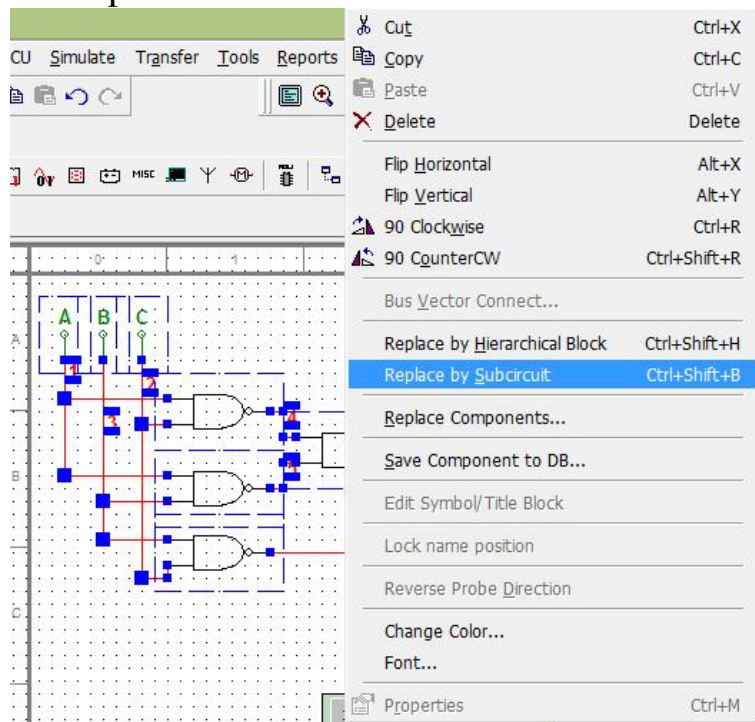 CU Simulate Transfer Tools Reports
MISC
0 1
A
B
C
A B C
1
2
3
4
Cut Ctrl+X
Copy Ctrl+C
Paste Ctrl+V
Delete Delete
Flip Horizontal Alt+X
Flip Vertical Alt+Y
90 Clockwise Ctrl+R
90 CounterCW Ctrl+Shift+R
Bus Vector Connect...
Replace by Hierarchical Block Ctrl+Shift+H
Replace by Subcircuit Ctrl+Shift+B
Replace Components...
Save Component to DB...
Edit Symbol/Title Block
Lock name position
Reverse Probe Direction
Change Color...
Font...
Properties Ctrl+M